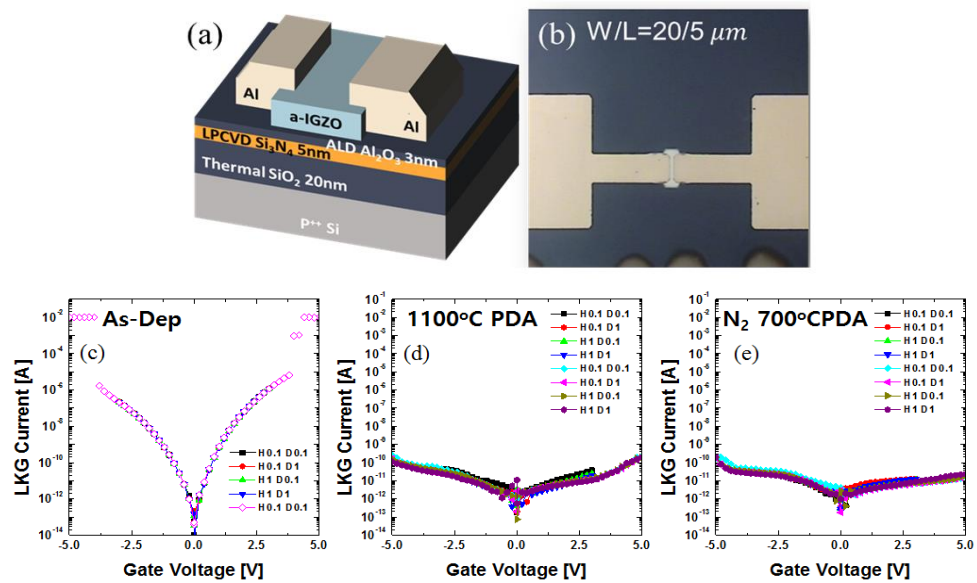 (a)
Al
a-IGZO
Al
LPCVD Si₃N₄ 5nm
ALD Al₂O₃ 3nm
Thermal SiO₂ 20nm
P⁺⁺ Si
(b)
W/L=20/5 μm
As-Dep
(c)
LKG Current [A]
10⁻²
10⁻⁴
10⁻⁶
10⁻⁸
10⁻¹⁰
10⁻¹²
10⁻¹⁴
H0.1 D0.1
H0.1 D1
H1 D0.1
H1 D1
H0.1 D0.1
-5.0 -2.5 0.0 2.5 5.0
Gate Voltage [V]
1100°C PDA
(d)
LKG Current [A]
10⁻¹
10⁻²
10⁻³
10⁻⁴
10⁻⁵
10⁻⁶
10⁻⁷
10⁻⁸
10⁻⁹
10⁻¹⁰
10⁻¹¹
10⁻¹²
10⁻¹³
10⁻¹⁴
H0.1 D0.1
H0.1 D1
H1 D0.1
H1 D1
H0.1 D0.1
H0.1 D1
H1 D0.1
H1 D1
-5.0 -2.5 0.0 2.5 5.0
Gate Voltage [V]
N₂ 700°CPDA
(e)
LKG Current [A]
10⁻¹
10⁻²
10⁻³
10⁻⁴
10⁻⁵
10⁻⁶
10⁻⁷
10⁻⁸
10⁻⁹
10⁻¹⁰
10⁻¹¹
10⁻¹²
10⁻¹³
10⁻¹⁴
H0.1 D0.1
H0.1 D1
H1 D0.1
H1 D1
H0.1 D0.1
H0.1 D1
H1 D0.1
H1 D1
-5.0 -2.5 0.0 2.5 5.0
Gate Voltage [V]